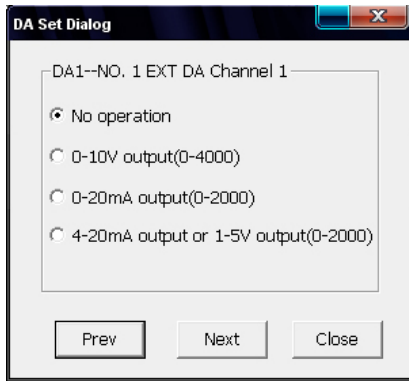 DA Set Dialog
DA1--NO. 1 EXT DA Channel 1
No operation
0-10V output(0-4000)
0-20mA output(0-2000)
4-20mA output or 1-5V output(0-2000)
Prev Next Close